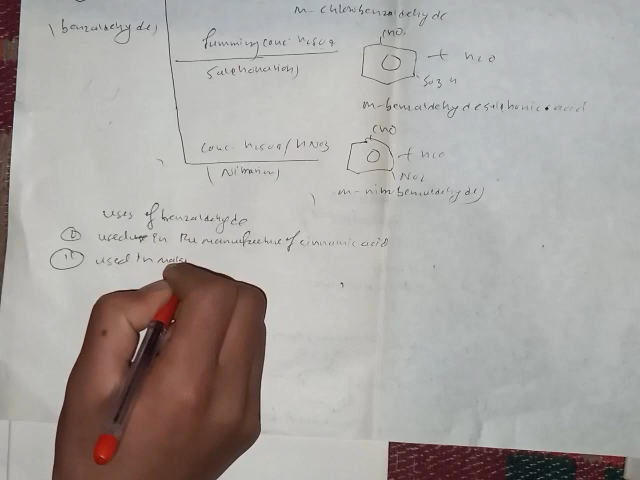 m-chlorobenzaldehyde
(benzaldehyde)
fumming conc. H2SO4
(Sulphonation)
CHO
+ H2O
SO3H
m-benzaldehydesulphonic acid
conc. H2SO4/HNO3
(Nitration)
CHO
+ H2O
NO2
m-nitrobenzaldehyde)
uses of benzaldehyde
(i) used in the manufracture of cinnamic acid
(ii) used in